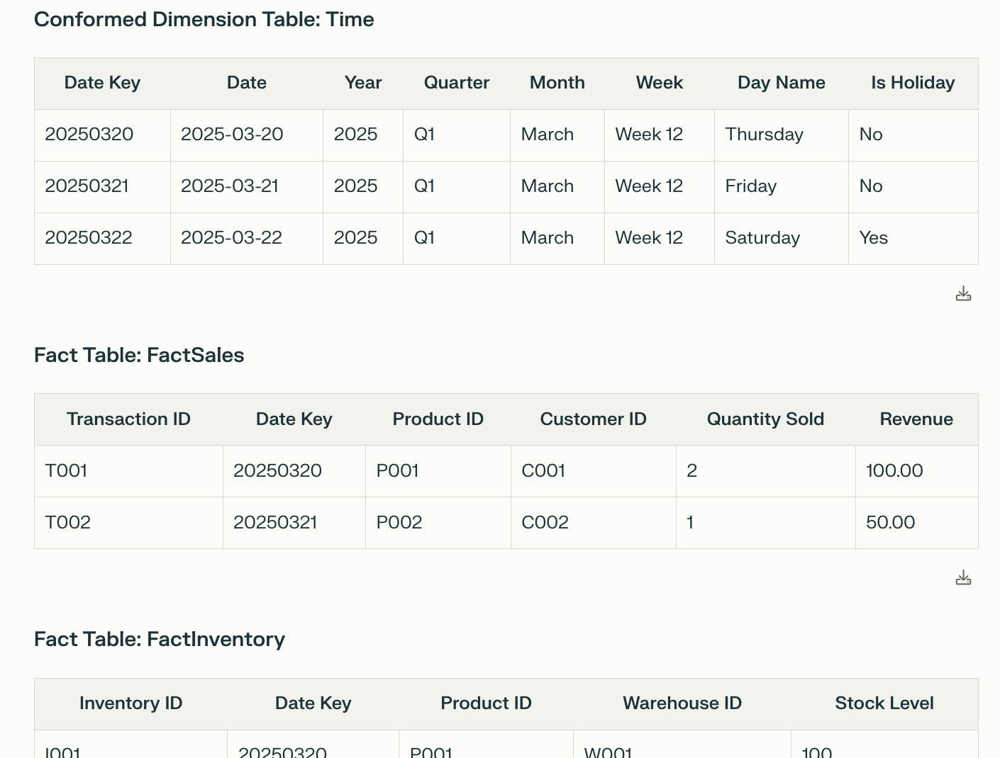 Conformed Dimension Table: Time
Date Key Date Year Quarter Month Week Day Name Is Holiday
20250320 2025-03-20 2025 Q1 March Week 12 Thursday No
20250321 2025-03-21 2025 Q1 March Week 12 Friday No
20250322 2025-03-22 2025 Q1 March Week 12 Saturday Yes
Fact Table: FactSales
Transaction ID Date Key Product ID Customer ID Quantity Sold Revenue
T001 20250320 P001 C001 2 100.00
T002 20250321 P002 C002 1 50.00
Fact Table: FactInventory
Inventory ID Date Key Product ID Warehouse ID Stock Level
I001 20250320 P001 W001 100